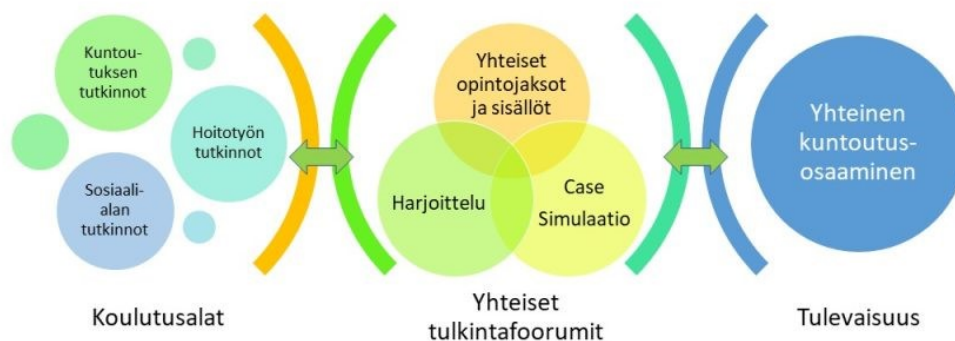 Kuntou-
tuksen
tutkinnot
Hoitotyön
tutkinnot
Sosiaali-
alan
tutkinnot
Koulutusalat
Yhteiset
opintojaksot
ja sisällöt
Harjoittelu
Case
Simulaatio
Yhteiset
tulkintafoorumit
Yhteinen
kuntoutus-
osaaminen
Tulevaisuus